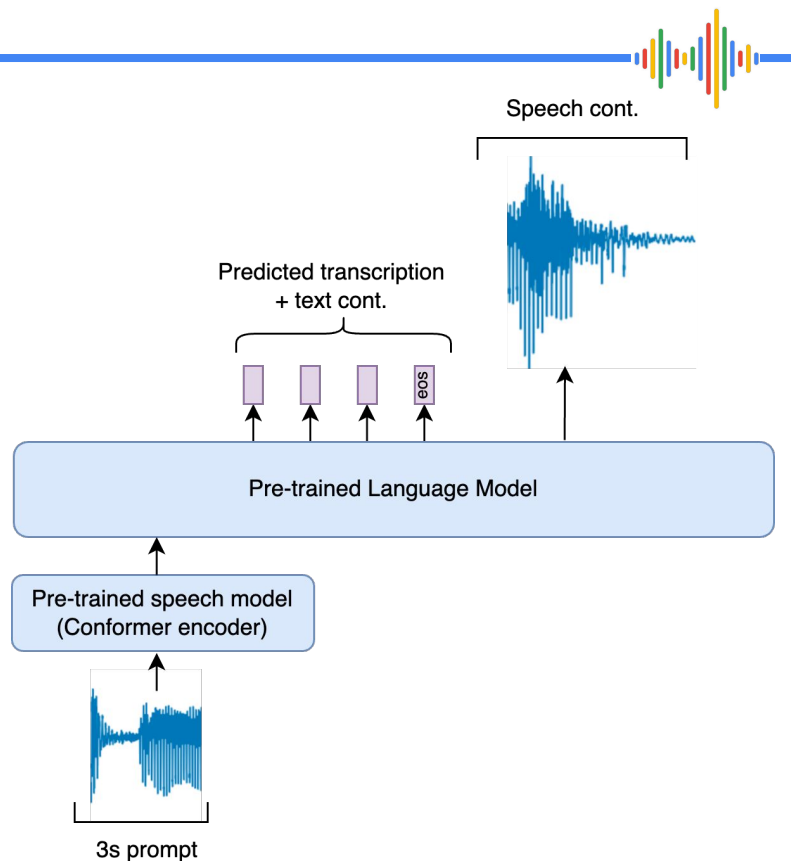 Speech cont.
Predicted transcription
+ text cont.
eos
Pre-trained Language Model
Pre-trained speech model
(Conformer encoder)
3s prompt